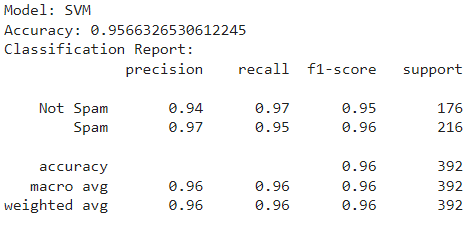 Model: SVM
Accuracy: 0.9566326530612245
Classification Report:
precision recall f1-score support
Not Spam 0.94 0.97 0.95 176
Spam 0.97 0.95 0.96 216
accuracy 0.96 392
macro avg 0.96 0.96 0.96 392
weighted avg 0.96 0.96 0.96 392